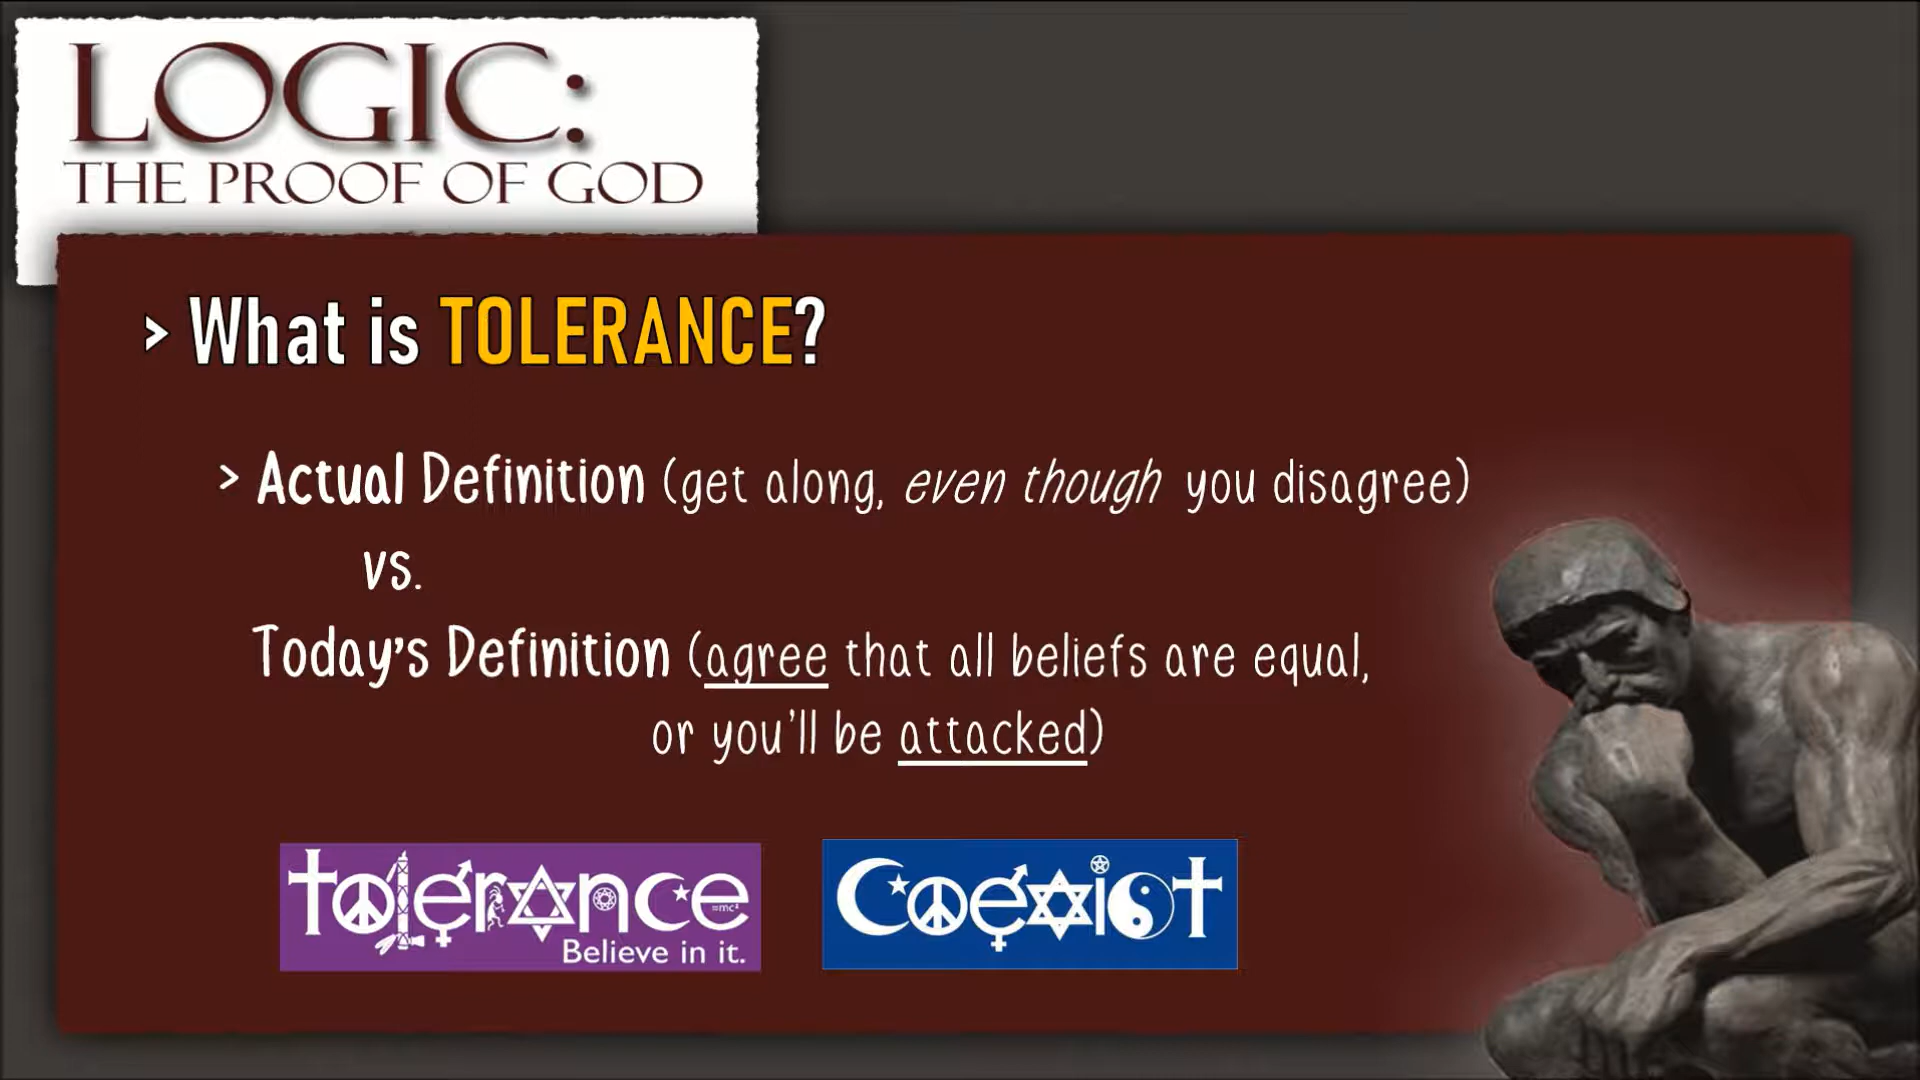 LOGIC:
THE PROOF OF GOD
> What is TOLERANCE?
> Actual Definition (get along, even though you disagree)
vs.
Today's Definition (agree that all beliefs are equal,
or you'll be attacked)
tolerance
=mc²
Believe in it.
Coexist